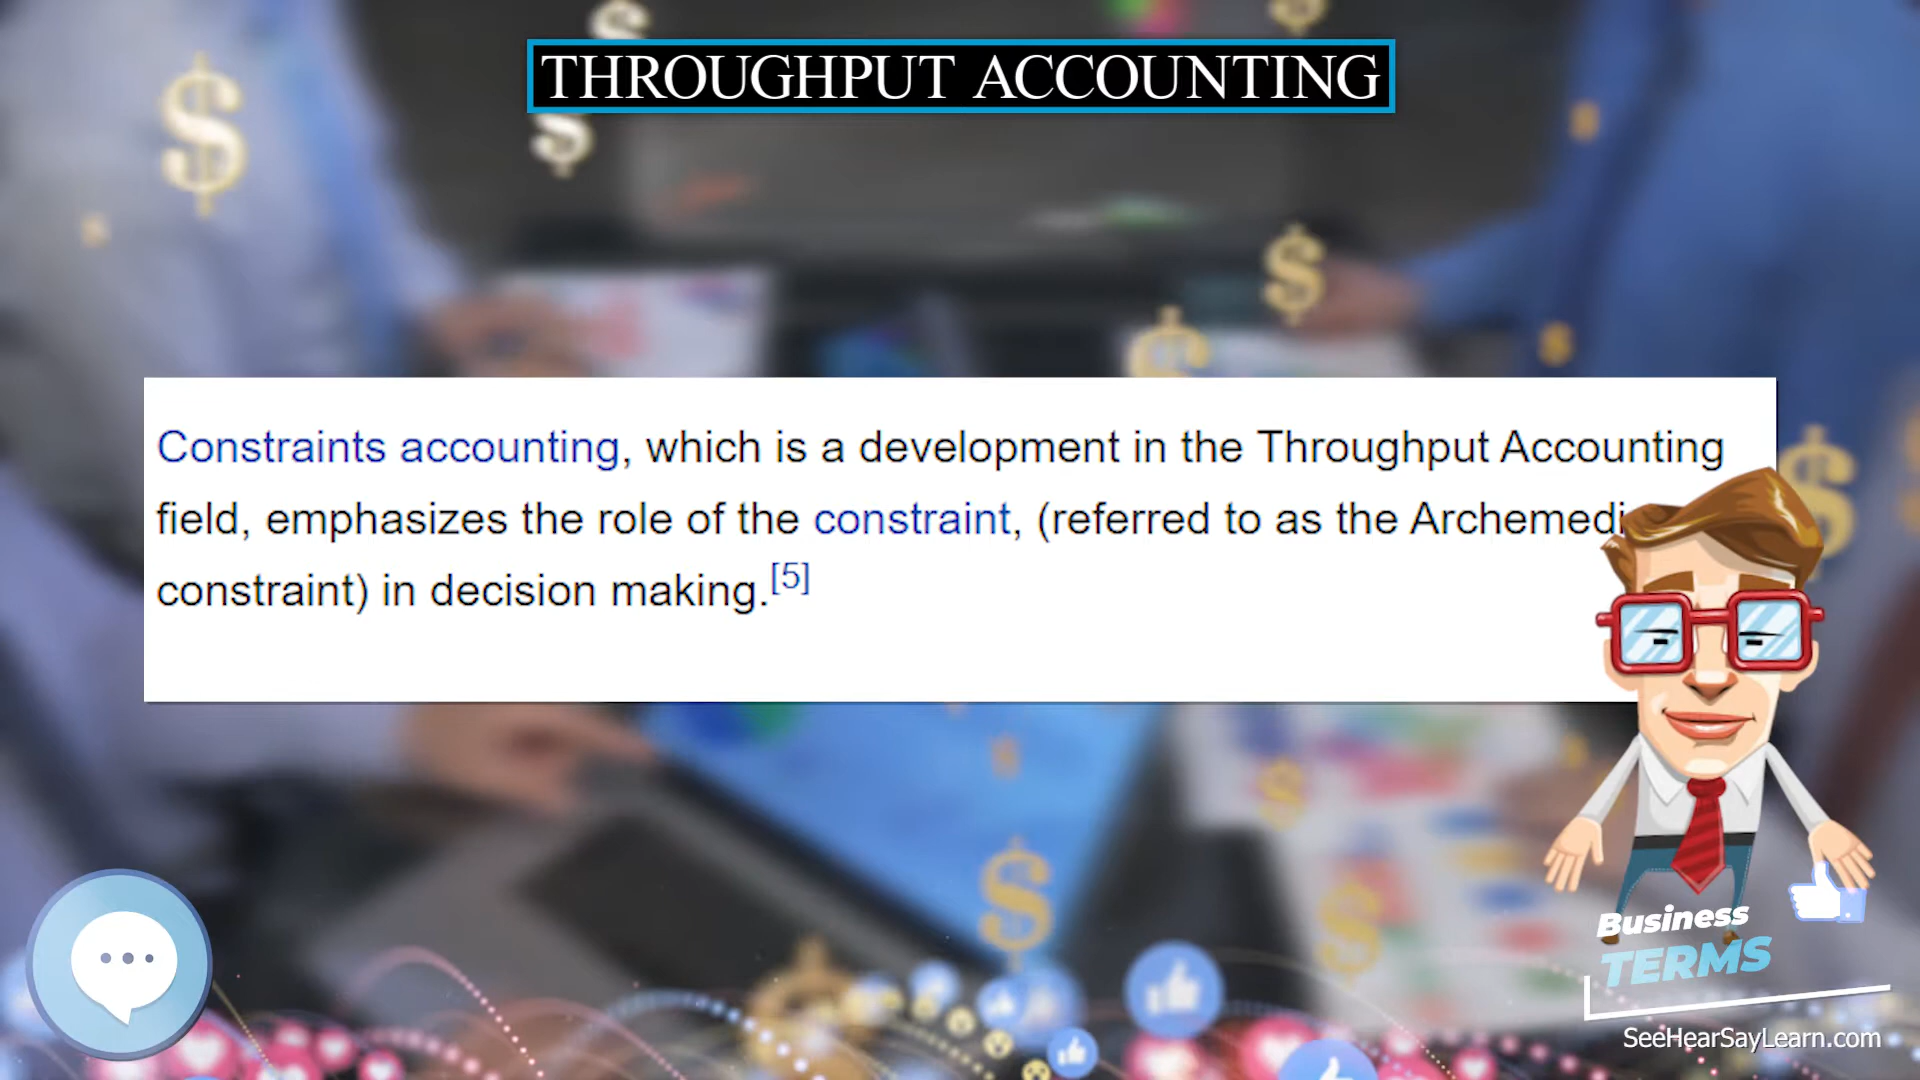 THROUGHPUT ACCOUNTING
Constraints accounting, which is a development in the Throughput Accounting
field, emphasizes the role of the constraint, (referred to as the
constraint) in decision making.[5]
Business
TERMS
SeeHearSayLearn.com